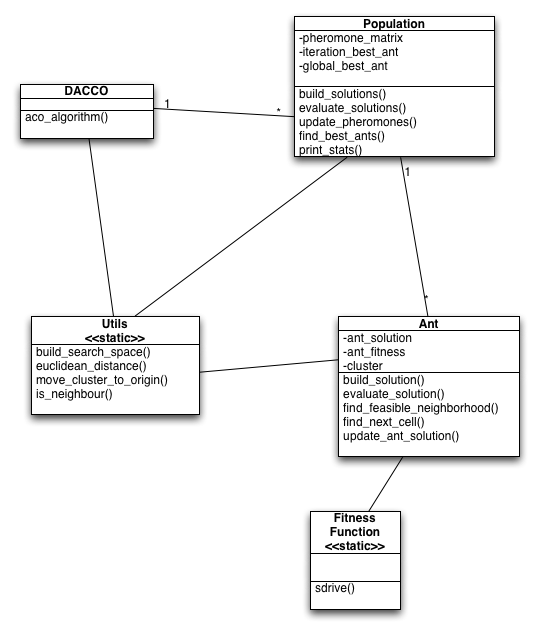 Population
-pheromone_matrix
-iteration_best_ant
-global_best_ant
build_solutions()
evaluate_solutions()
update_pheromones()
find_best_ants()
print_stats()
DACCO
aco_algorithm()
1
*
1
*
Utils
<<static>>
build_search_space()
euclidean_distance()
move_cluster_to_origin()
is_neighbour()
Ant
-ant_solution
-ant_fitness
-cluster
build_solution()
evaluate_solution()
find_feasible_neighborhood()
find_next_cell()
update_ant_solution()
Fitness
Function
<<static>>
sdrive()